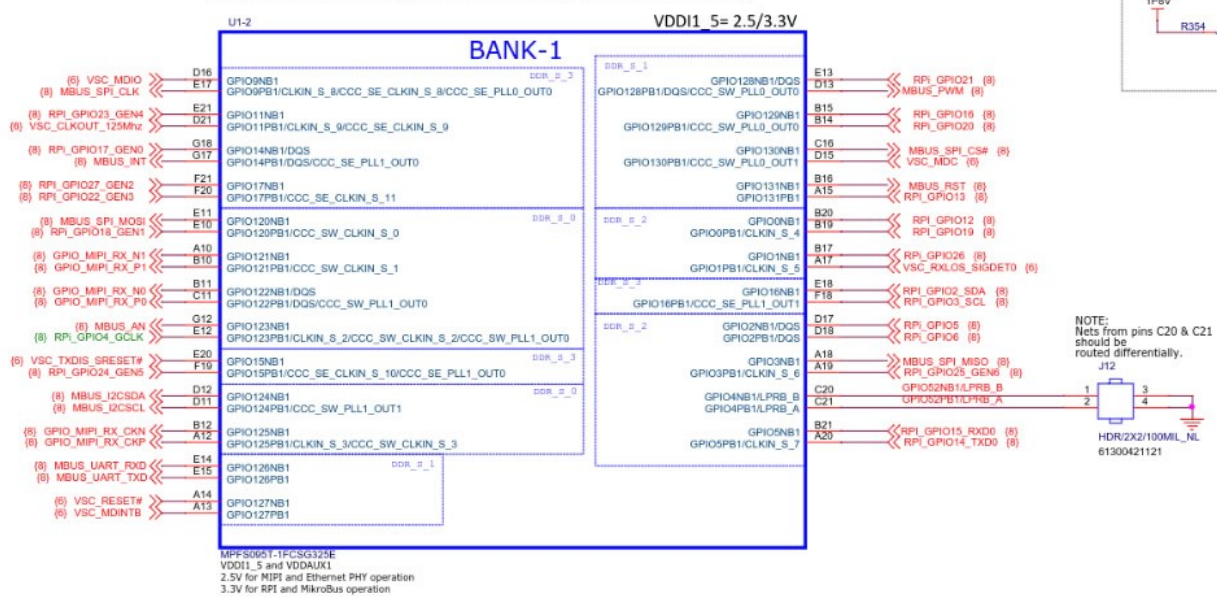 1P8V
R354
U1-2
VDDI1_5= 2.5/3.3V
BANK-1
DDR_S_3
{6} VSC_MDIO D16 GPIO9NB1
{8} MBUS_SPI_CLK E17 GPIO9PB1/CLKIN_S_8/CCC_SE_CLKIN_S_8/CCC_SE_PLL0_OUT0
{8} RPI_GPIO23_GEN4 E21 GPIO11NB1
{6} VSC_CLKOUT_125Mhz D21 GPIO11PB1/CLKIN_S_9/CCC_SE_CLKIN_S_9
{8} RPI_GPIO17_GEN0 G18 GPIO14NB1/DQS
{8} MBUS_INT G17 GPIO14PB1/DQS/CCC_SE_PLL1_OUT0
{8} RPI_GPIO27_GEN2 F21 GPIO17NB1
{8} RPI_GPIO22_GEN3 F20 GPIO17PB1/CCC_SE_CLKIN_S_11
DDR_S_0
{8} MBUS_SPI_MOSI E11 GPIO120NB1
{8} RPi_GPIO18_GEN1 E10 GPIO120PB1/CCC_SW_CLKIN_S_0
{8} GPIO_MIPI_RX_N1 A10 GPIO121NB1
{8} GPIO_MIPI_RX_P1 B10 GPIO121PB1/CCC_SW_CLKIN_S_1
{8} GPIO_MIPI_RX_N0 B11 GPIO122NB1/DQS
{8} GPIO_MIPI_RX_P0 C11 GPIO122PB1/DQS/CCC_SW_PLL1_OUT0
{8} MBUS_AN G12 GPIO123NB1
{8} RPi_GPIO4_GCLK E12 GPIO123PB1/CLKIN_S_2/CCC_SW_CLKIN_S_2/CCC_SW_PLL1_OUT0
DDR_S_3
{6} VSC_TXDIS_SRESET# E20 GPIO15NB1
{8} RPI_GPIO24_GEN5 F19 GPIO15PB1/CCC_SE_CLKIN_S_10/CCC_SE_PLL1_OUT0
DDR_S_0
{8} MBUS_I2CSDA D12 GPIO124NB1
{8} MBUS_I2CSCL D11 GPIO124PB1/CCC_SW_PLL1_OUT1
{8} GPIO_MIPI_RX_CKN B12 GPIO125NB1
{8} GPIO_MIPI_RX_CKP A12 GPIO125PB1/CLKIN_S_3/CCC_SW_CLKIN_S_3
DDR_S_1
{8} MBUS_UART_RXD E14 GPIO126NB1
{8} MBUS_UART_TXD E15 GPIO126PB1
{6} VSC_RESET# A14 GPIO127NB1
{6} VSC_MDINTB A13 GPIO127PB1
DDR_S_1
GPIO128NB1/DQS E13 RPi_GPIO21 {8}
GPIO128PB1/DQS/CCC_SW_PLL0_OUT0 D13 MBUS_PWM {8}
GPIO129NB1 B15 RPi_GPIO16 {8}
GPIO129PB1/CCC_SW_PLL0_OUT0 B14 RPi_GPIO20 {8}
GPIO130NB1 C16 MBUS_SPI_CS# {8}
GPIO130PB1/CCC_SW_PLL0_OUT1 D15 VSC_MDC {6}
GPIO131NB1 B16 MBUS_RST {8}
GPIO131PB1 A15 RPi_GPIO13 {8}
DDR_S_2
GPIO0NB1 B20 RPi_GPIO12 {8}
GPIO0PB1/CLKIN_S_4 B19 RPi_GPIO19 {8}
GPIO1NB1 B17 RPi_GPIO26 {8}
GPIO1PB1/CLKIN_S_5 A17 VSC_RXLOS_SIGDET0 {6}
DDR_S_3
GPIO16NB1 E18 RPI_GPIO2_SDA {8}
GPIO16PB1/CCC_SE_PLL1_OUT1 F18 RPI_GPIO3_SCL {8}
DDR_S_2
GPIO2NB1/DQS D17 RPi_GPIO5 {8}
GPIO2PB1/DQS D18 RPi_GPIO6 {8}
GPIO3NB1 A18 MBUS_SPI_MISO {8}
GPIO3PB1/CLKIN_S_6 A19 RPI_GPIO25_GEN6 {8}
GPIO4NB1/LPRB_B C20 GPIO52NB1/LPRB_B
GPIO4PB1/LPRB_A C21 GPIO52PB1/LPRB_A
GPIO5NB1 B21 RPI_GPIO15_RXD0 {8}
GPIO5PB1/CLKIN_S_7 A20 RPI_GPIO14_TXD0 {8}
NOTE:
Nets from pins C20 & C21
should be
routed differentially.
J12
1 3
2 4
HDR/2X2/100MIL_NL
61300421121
MPFS095T-1FCSG325E
VDDI1_5 and VDDAUX1
2.5V for MIPI and Ethernet PHY operation
3.3V for RPI and MikroBus operation